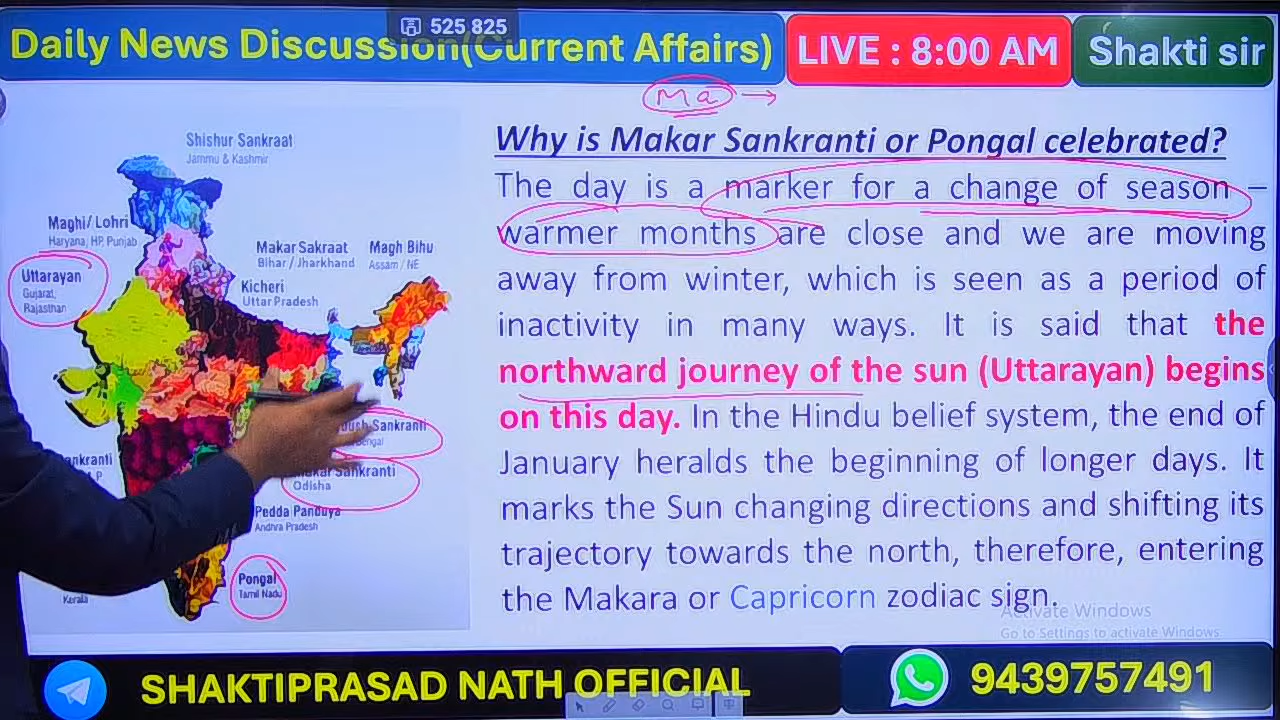 525 825
Daily News Discussion(Current Affairs)
LIVE : 8:00 AM
Shakti sir
Ma →
Shishur Sankraat
Jammu & Kashmir
Maghi/ Lohri
Haryana, HP, Punjab
Makar Sakraat
Bihar / Jharkhand
Magh Bihu
Assam / NE
Uttarayan
Gujarat,
Rajasthan
Kicheri
Uttar Pradesh
Sankranti
Sankranti
Odisha
Pedda Panduya
Andhra Pradesh
Pongal
Tamil Nadu
Kerala
Why is Makar Sankranti or Pongal celebrated?
The day is a marker for a change of season –
warmer months are close and we are moving
away from winter, which is seen as a period of
inactivity in many ways. It is said that the
northward journey of the sun (Uttarayan) begins
on this day. In the Hindu belief system, the end of
January heralds the beginning of longer days. It
marks the Sun changing directions and shifting its
trajectory towards the north, therefore, entering
the Makara or Capricorn zodiac sign.
Activate Windows
Go to Settings to activate Windows.
SHAKTIPRASAD NATH OFFICIAL
9439757491